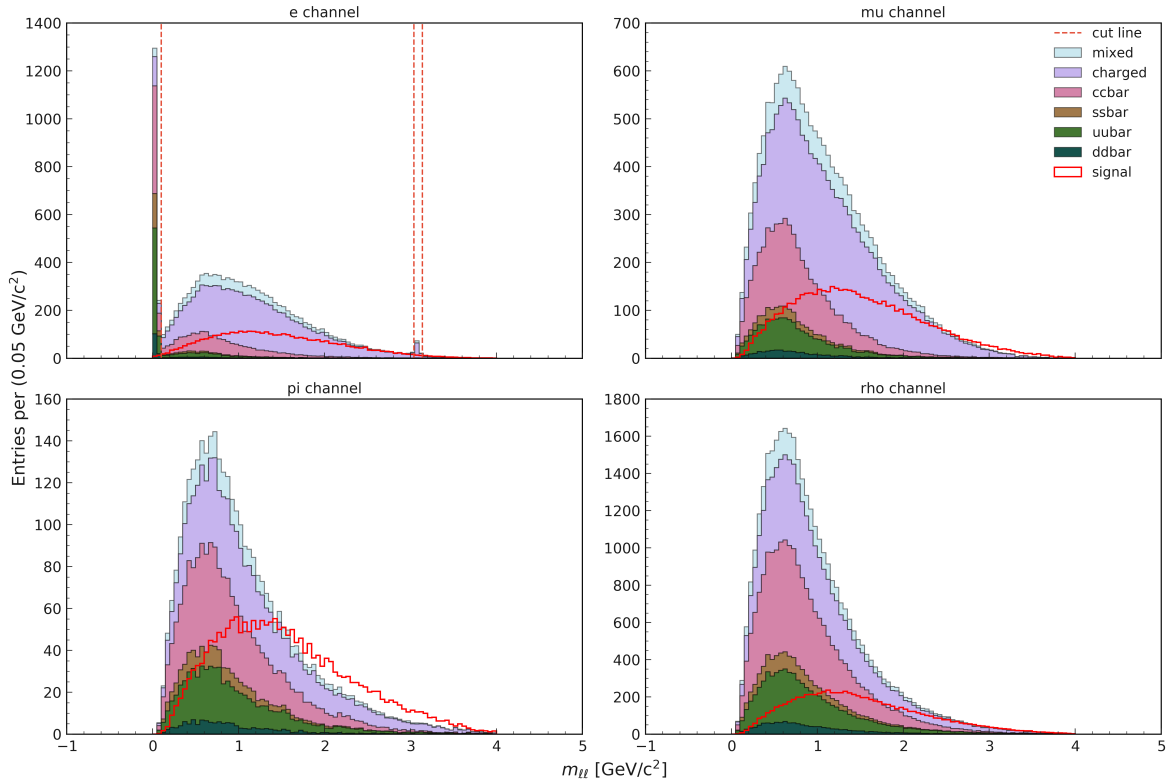 e channel
mu channel
1400
1200
1000
800
600
400
200
0
700
600
500
400
300
200
100
0
cut line
mixed
charged
ccbar
ssbar
uubar
ddbar
signal
Entries per (0.05 GeV/c²)
pi channel
rho channel
160
140
120
100
80
60
40
20
0
−1 0 1 2 3 4 5
1800
1600
1400
1200
1000
800
600
400
200
0
−1 0 1 2 3 4 5
mℓℓ [GeV/c²]